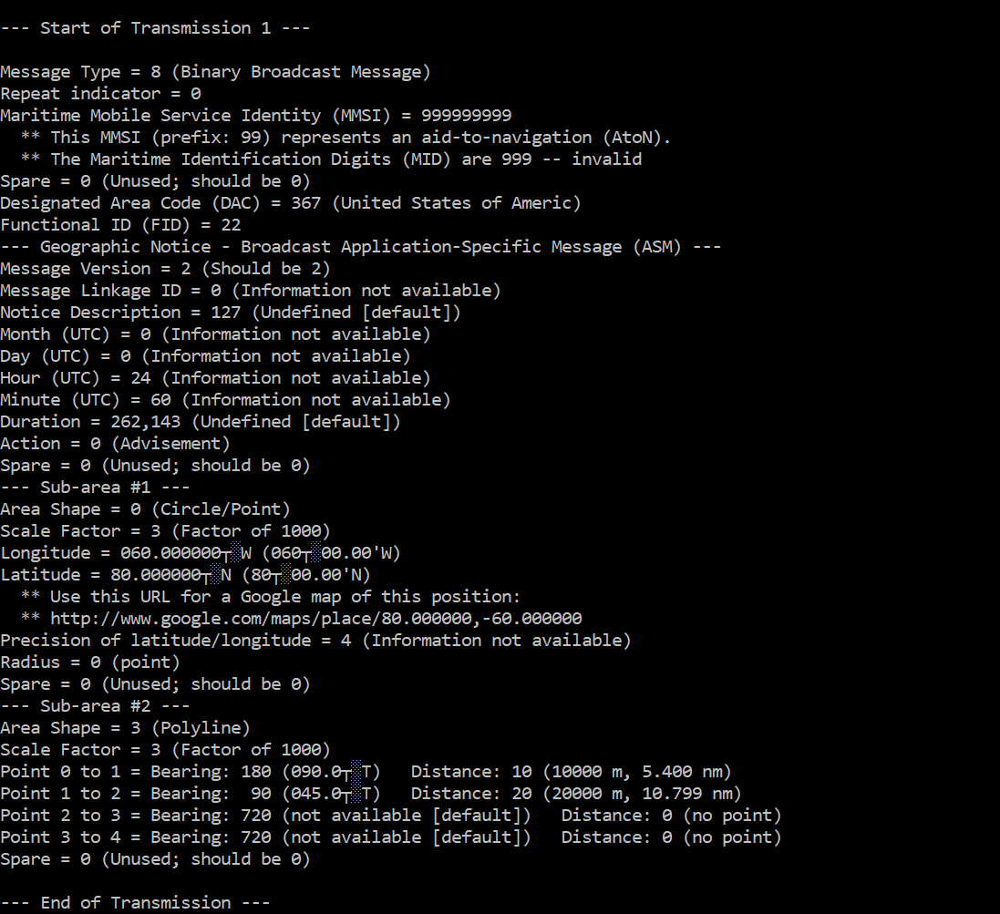 --- Start of Transmission 1 ---
Message Type = 8 (Binary Broadcast Message)
Repeat indicator = 0
Maritime Mobile Service Identity (MMSI) = 999999999
** This MMSI (prefix: 99) represents an aid-to-navigation (AtoN).
** The Maritime Identification Digits (MID) are 999 -- invalid
Spare = 0 (Unused; should be 0)
Designated Area Code (DAC) = 367 (United States of Americ)
Functional ID (FID) = 22
--- Geographic Notice - Broadcast Application-Specific Message (ASM) ---
Message Version = 2 (Should be 2)
Message Linkage ID = 0 (Information not available)
Notice Description = 127 (Undefined [default])
Month (UTC) = 0 (Information not available)
Day (UTC) = 0 (Information not available)
Hour (UTC) = 24 (Information not available)
Minute (UTC) = 60 (Information not available)
Duration = 262,143 (Undefined [default])
Action = 0 (Advisement)
Spare = 0 (Unused; should be 0)
--- Sub-area #1 ---
Area Shape = 0 (Circle/Point)
Scale Factor = 3 (Factor of 1000)
Longitude = 060.000000┬░W (060┬░00.00'W)
Latitude = 80.000000┬░N (80┬░00.00'N)
** Use this URL for a Google map of this position:
** http://www.google.com/maps/place/80.000000,-60.000000
Precision of latitude/longitude = 4 (Information not available)
Radius = 0 (point)
Spare = 0 (Unused; should be 0)
--- Sub-area #2 ---
Area Shape = 3 (Polyline)
Scale Factor = 3 (Factor of 1000)
Point 0 to 1 = Bearing: 180 (090.0┬░T)   Distance: 10 (10000 m, 5.400 nm)
Point 1 to 2 = Bearing:  90 (045.0┬░T)   Distance: 20 (20000 m, 10.799 nm)
Point 2 to 3 = Bearing: 720 (not available [default])   Distance: 0 (no point)
Point 3 to 4 = Bearing: 720 (not available [default])   Distance: 0 (no point)
Spare = 0 (Unused; should be 0)
--- End of Transmission ---